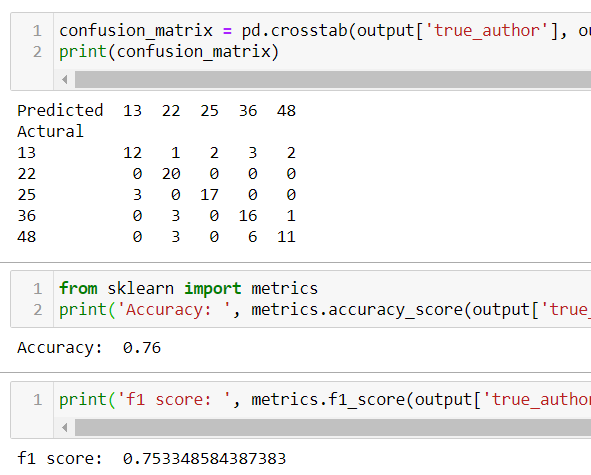 1 confusion_matrix = pd.crosstab(output['true_author'], ou
2 print(confusion_matrix)
Predicted 13 22 25 36 48
Actural
13 12 1 2 3 2
22 0 20 0 0 0
25 3 0 17 0 0
36 0 3 0 16 1
48 0 3 0 6 11
1 from sklearn import metrics
2 print('Accuracy: ', metrics.accuracy_score(output['true_
Accuracy: 0.76
1 print('f1 score: ', metrics.f1_score(output['true_author
f1 score: 0.753348584387383